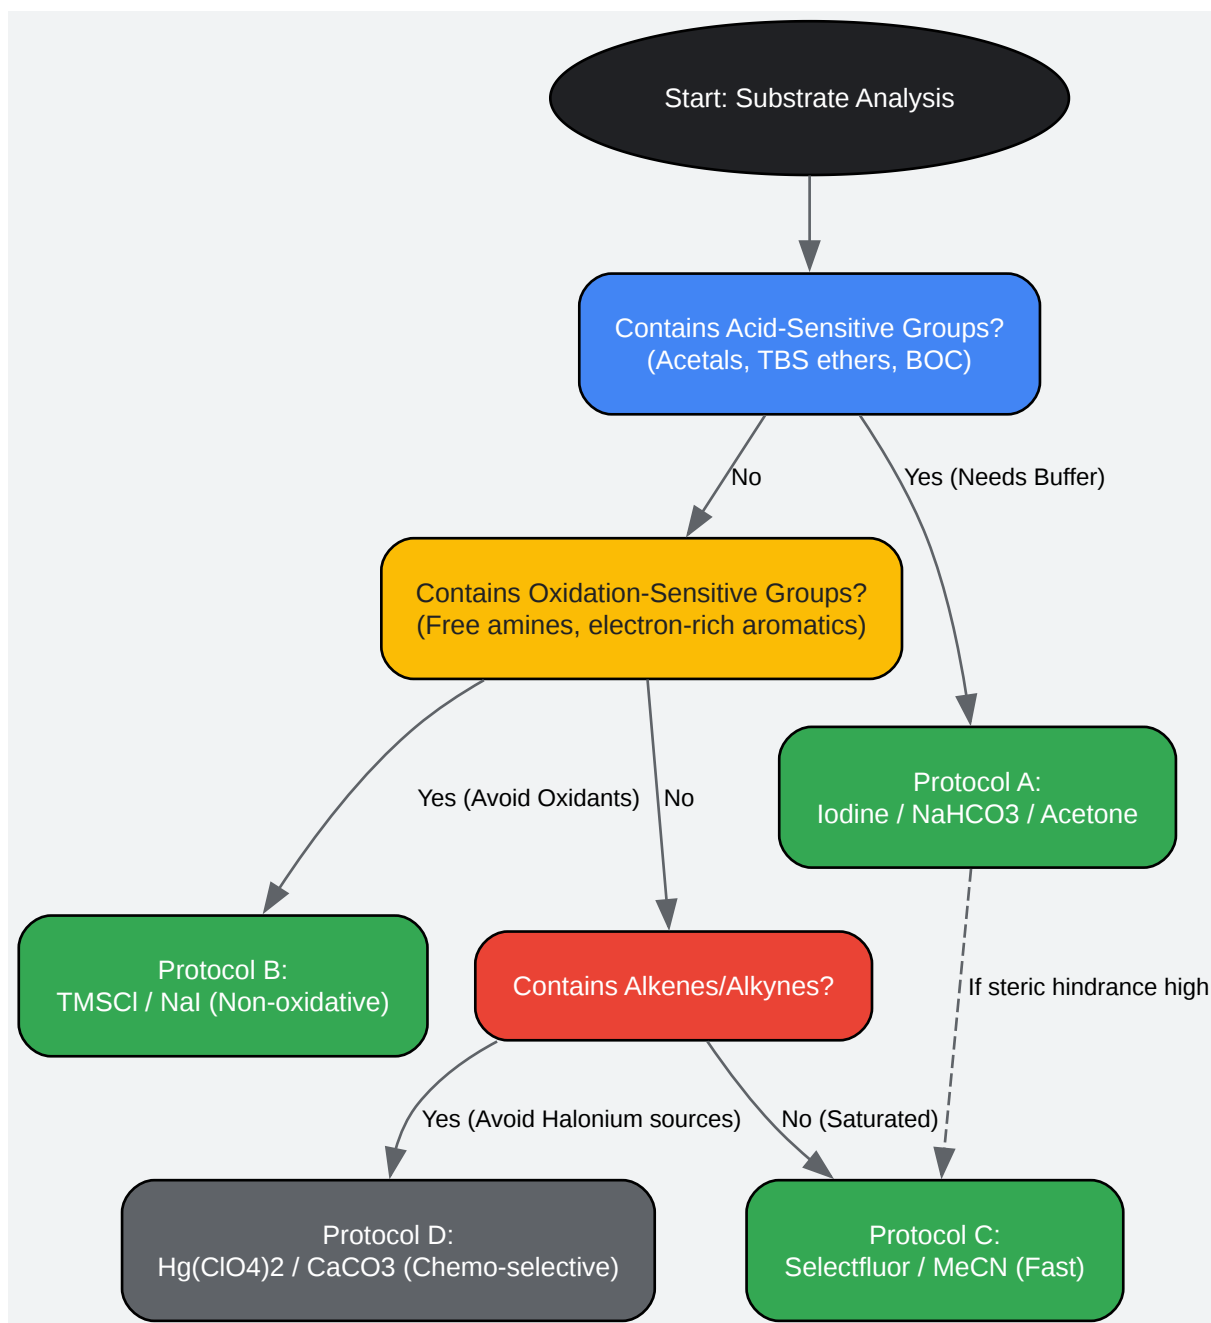 Start: Substrate Analysis
Contains Acid-Sensitive Groups?
(Acetals, TBS ethers, BOC)
No
Yes (Needs Buffer)
Contains Oxidation-Sensitive Groups?
(Free amines, electron-rich aromatics)
Yes (Avoid Oxidants)
No
Protocol A:
Iodine / NaHCO3 / Acetone
Protocol B:
TMSCl / NaI (Non-oxidative)
Contains Alkenes/Alkynes?
If steric hindrance high
Yes (Avoid Halonium sources)
No (Saturated)
Protocol D:
Hg(ClO4)2 / CaCO3 (Chemo-selective)
Protocol C:
Selectfluor / MeCN (Fast)